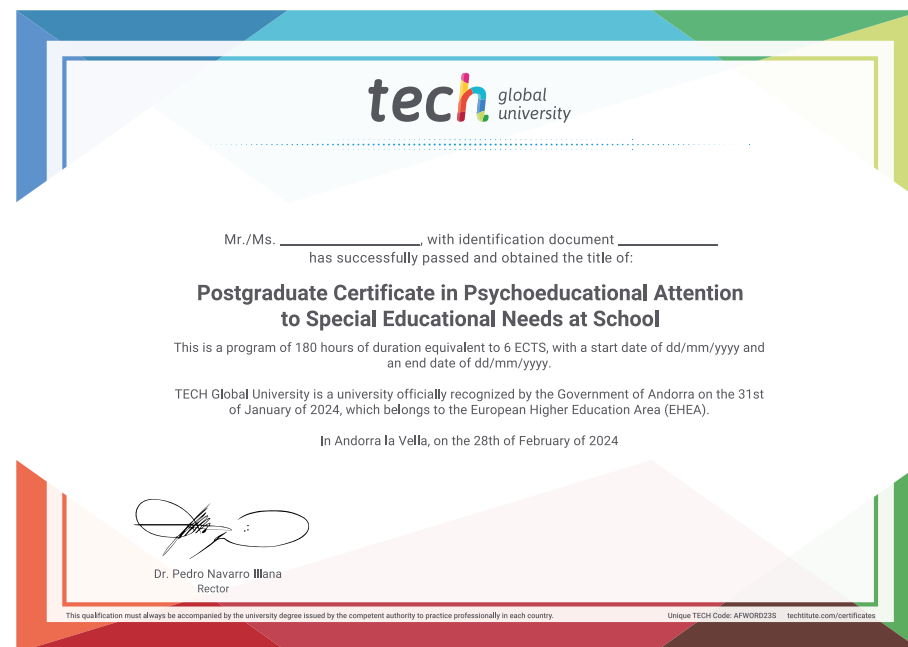 tech global university
Mr./Ms. ____________, with identification document ____________
has successfully passed and obtained the title of:
Postgraduate Certificate in Psychoeducational Attention
to Special Educational Needs at School
This is a program of 180 hours of duration equivalent to 6 ECTS, with a start date of dd/mm/yyyy and
an end date of dd/mm/yyyy.
TECH Global University is a university officially recognized by the Government of Andorra on the 31st
of January of 2024, which belongs to the European Higher Education Area (EHEA).
In Andorra la Vella, on the 28th of February of 2024
Dr. Pedro Navarro Illana
Rector
This qualification must always be accompanied by the university degree issued by the competent authority to practice professionally in each country.
Unique TECH Code: AFWORD23S techtitute.com/certificates